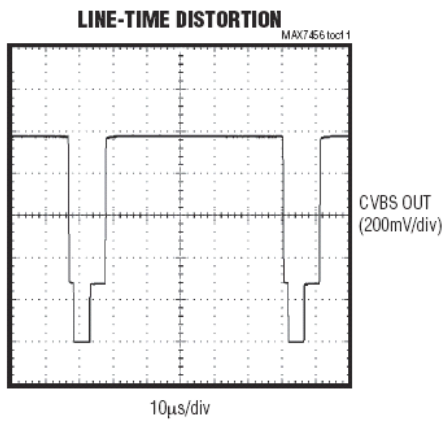 LINE-TIME DISTORTION
MAX7456 toc11
CVBS OUT
(200mV/div)
10μs/div